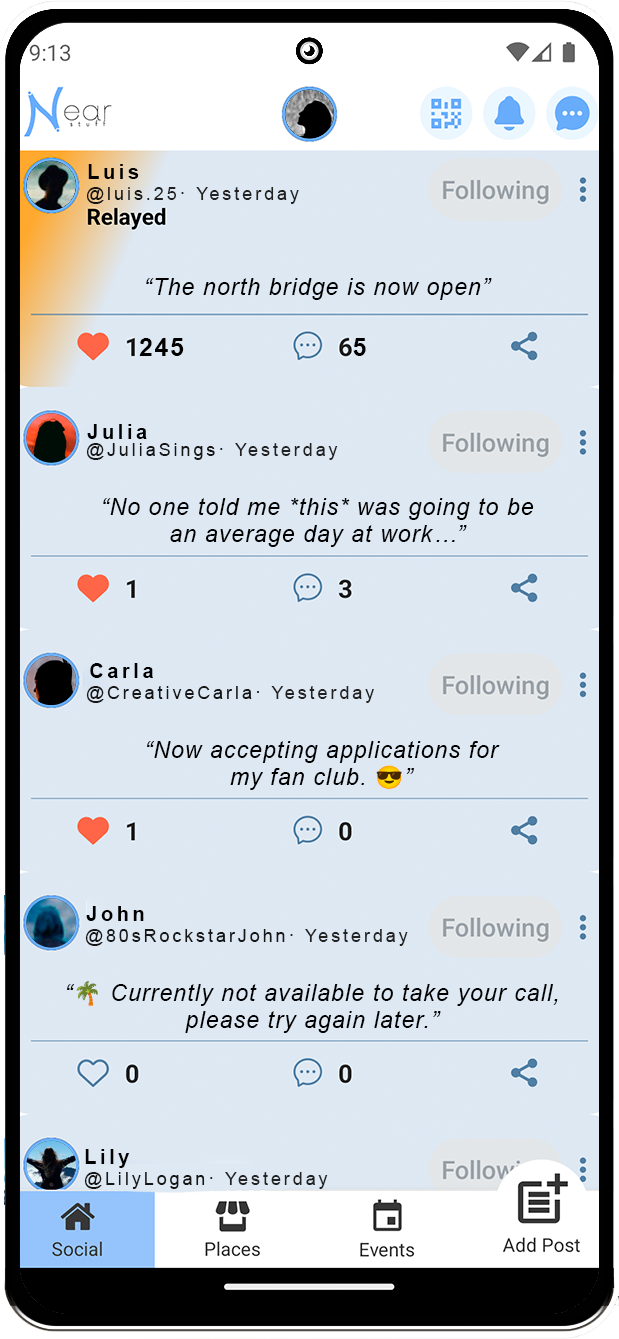 9:13
Near
stuff
Luis
@luis.25· Yesterday
Following
Relayed
“The north bridge is now open”
1245
65
Julia
@JuliaSings· Yesterday
Following
“No one told me *this* was going to be
an average day at work…”
1
3
Carla
@CreativeCarla· Yesterday
Following
“Now accepting applications for
my fan club. 😎”
1
0
John
@80sRockstarJohn· Yesterday
Following
“🌴 Currently not available to take your call,
please try again later.”
0
0
Lily
@LilyLogan· Yesterday
Followi
Social
Places
Events
Add Post